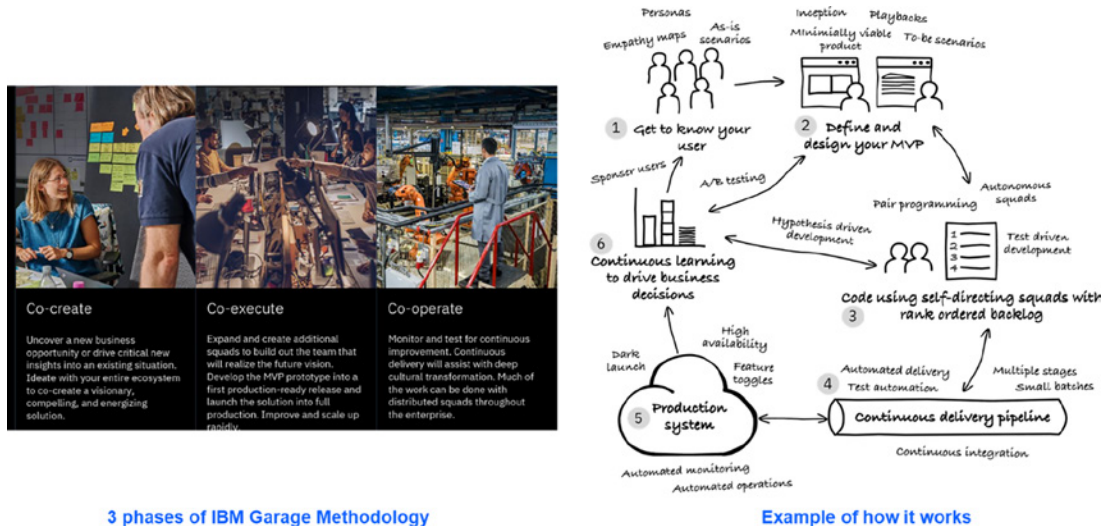 Co-create
Uncover a new business
opportunity or drive critical new
insights into an existing situation.
Ideate with your entire ecosystem
to co-create a visionary,
compelling, and energizing
solution.
Co-execute
Expand and create additional
squads to build out the team that
will realize the future vision.
Develop the MVP prototype into a
first production-ready release and
launch the solution into full
production. Improve and scale up
rapidly.
Co-operate
Monitor and test for continuous
improvement. Continuous
delivery will assist with deep
cultural transformation. Much of
the work can be done with
distributed squads throughout
the enterprise.
3 phases of IBM Garage Methodology
Personas
Empathy maps
As-is
scenarios
1 Get to know your
user
Inception
Playbacks
Minimially viable
product
To-be scenarios
2 Define and
design your MVP
Sponser users
A/B testing
Autonomous
squads
Pair programming
Hypothesis driven
development
1
2
3
4
Test driven
development
6
Continuous learning
to drive business
decisions
Code using self-directing squads with
3 rank ordered backlog
High
availability
Dark
launch
Feature
toggles
4 Automated delivery
Test automation
Multiple stages
Small batches
5 Production
system
Continuous delivery pipeline
Continuous integration
Automated monitoring
Automated operations
Example of how it works